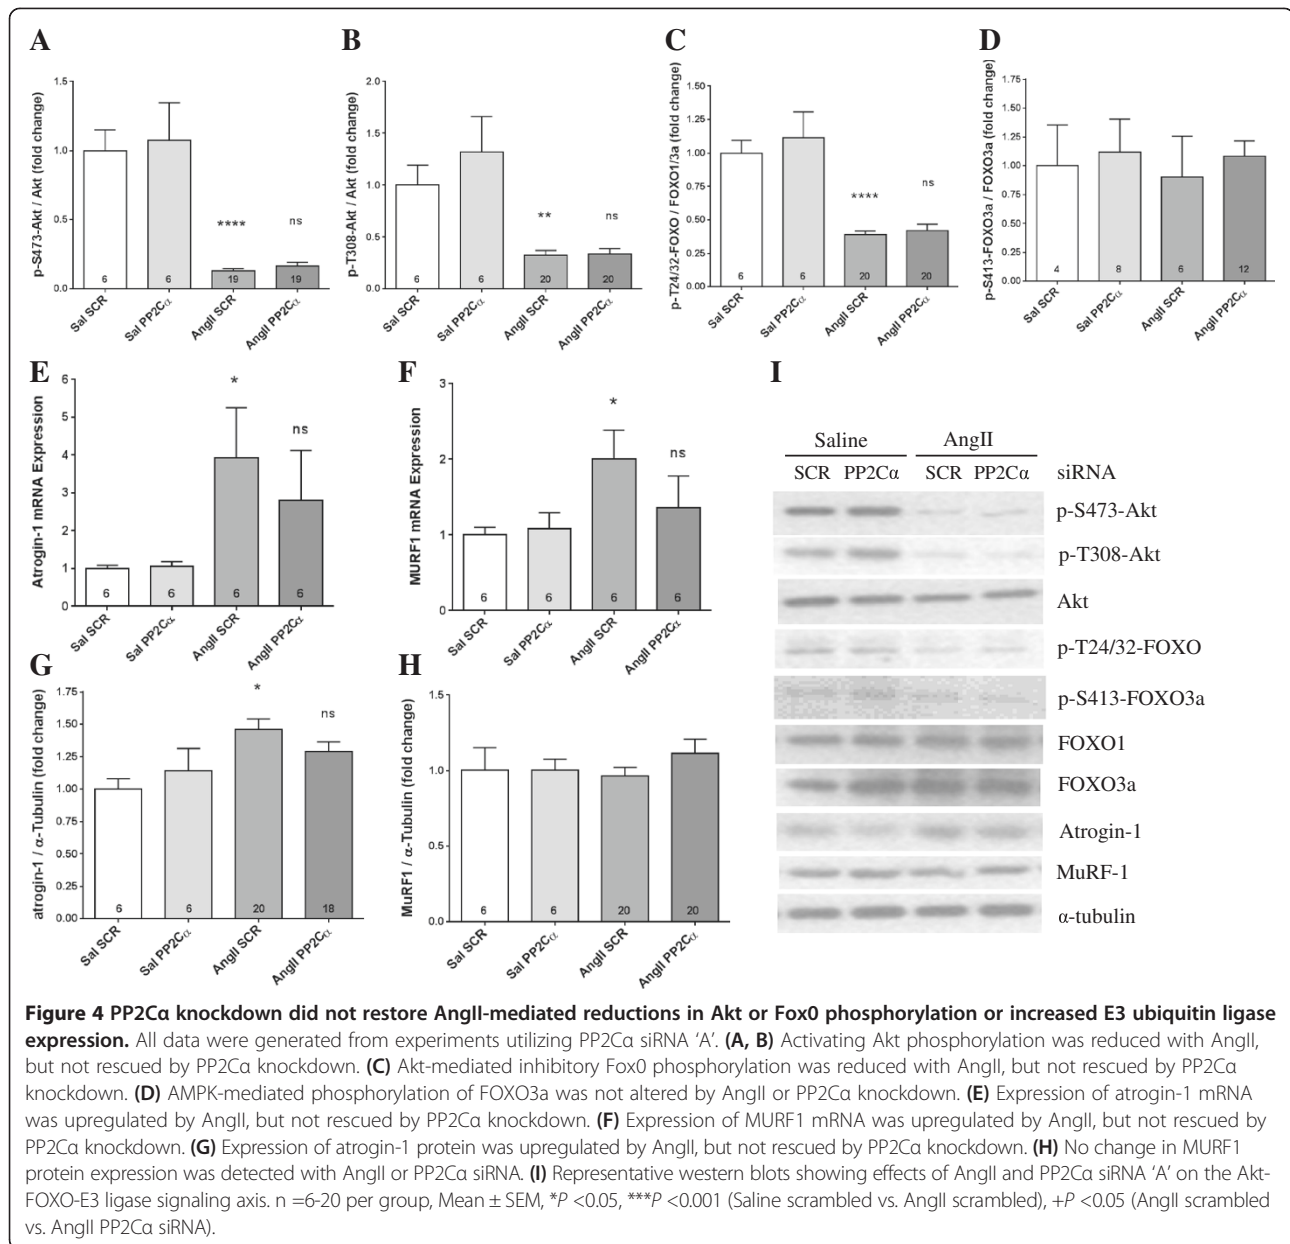 A
p-S473-Akt / Akt (fold change)
1.5
1.0
0.5
0.0
****
ns
6
6
19
19
Sal SCR
Sal PP2Cα
AngII SCR
AngII PP2Cα
B
p-T308-Akt / Akt (fold change)
2.0
1.5
1.0
0.5
0.0
**
ns
6
6
20
20
Sal SCR
Sal PP2Cα
AngII SCR
AngII PP2Cα
C
p-T24/32-FOXO / FOXO1/3a (fold change)
1.50
1.25
1.00
0.75
0.50
0.25
0.00
****
ns
6
6
20
20
Sal SCR
Sal PP2Cα
AngII SCR
AngII PP2Cα
D
p-S413-FOXO3a / FOXO3a (fold change)
1.75
1.50
1.25
1.00
0.75
0.50
0.25
0.00
4
8
6
12
Sal SCR
Sal PP2Cα
AngII SCR
AngII PP2Cα
E
Atrogin-1 mRNA Expression
6
5
4
3
2
1
0
*
ns
6
6
6
6
Sal SCR
Sal PP2Cα
AngII SCR
AngII PP2Cα
F
MURF1 mRNA Expression
3
2
1
0
*
ns
6
6
6
6
Sal SCR
Sal PP2Cα
AngII SCR
AngII PP2Cα
G
atrogin-1 / α-Tubulin (fold change)
1.75
1.50
1.25
1.00
0.75
0.50
0.25
0.00
*
ns
6
6
20
18
Sal SCR
Sal PP2Cα
AngII SCR
AngII PP2Cα
H
MuRF1 / α-Tubulin (fold change)
1.5
1.0
0.5
0.0
6
6
20
20
Sal SCR
Sal PP2Cα
AngII SCR
AngII PP2Cα
I
Saline AngII
SCR PP2Cα SCR PP2Cα siRNA
p-S473-Akt
p-T308-Akt
Akt
p-T24/32-FOXO
p-S413-FOXO3a
FOXO1
FOXO3a
Atrogin-1
MuRF-1
α-tubulin
Figure 4 PP2Cα knockdown did not restore AngII-mediated reductions in Akt or Fox0 phosphorylation or increased E3 ubiquitin ligase
expression. All data were generated from experiments utilizing PP2Cα siRNA ‘A’. (A, B) Activating Akt phosphorylation was reduced with AngII,
but not rescued by PP2Cα knockdown. (C) Akt-mediated inhibitory Fox0 phosphorylation was reduced with AngII, but not rescued by PP2Cα
knockdown. (D) AMPK-mediated phosphorylation of FOXO3a was not altered by AngII or PP2Cα knockdown. (E) Expression of atrogin-1 mRNA
was upregulated by AngII, but not rescued by PP2Cα knockdown. (F) Expression of MURF1 mRNA was upregulated by AngII, but not rescued by
PP2Cα knockdown. (G) Expression of atrogin-1 protein was upregulated by AngII, but not rescued by PP2Cα knockdown. (H) No change in MURF1
protein expression was detected with AngII or PP2Cα siRNA. (I) Representative western blots showing effects of AngII and PP2Cα siRNA ‘A’ on the Akt-
FOXO-E3 ligase signaling axis. n =6-20 per group, Mean ± SEM, *P <0.05, ***P <0.001 (Saline scrambled vs. AngII scrambled), +P <0.05 (AngII scrambled
vs. AngII PP2Cα siRNA).